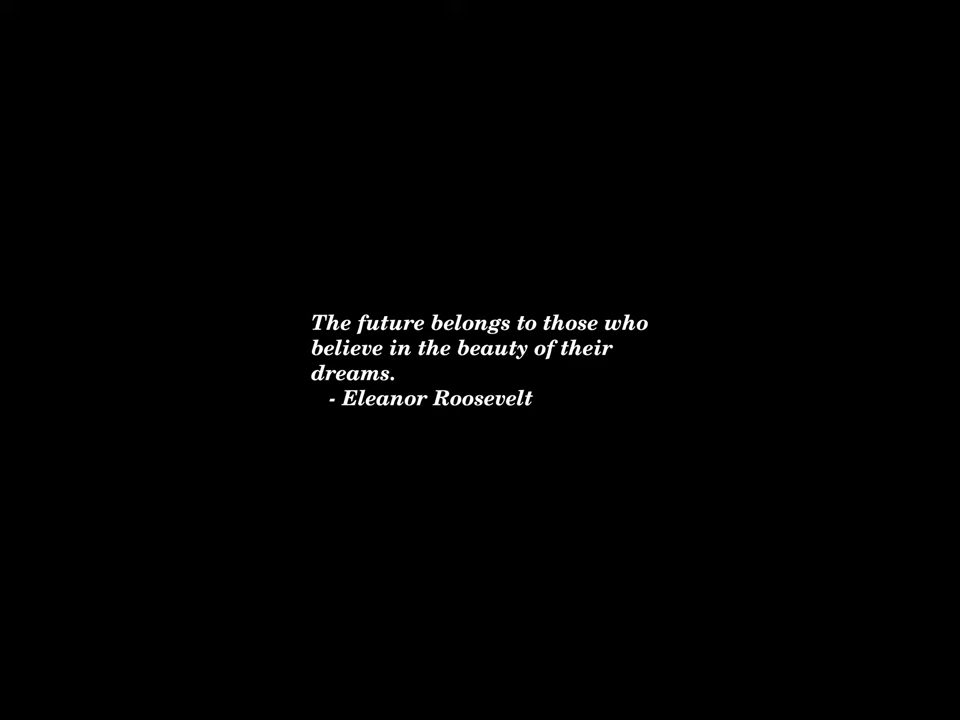 The future belongs to those who
believe in the beauty of their
dreams.
- Eleanor Roosevelt